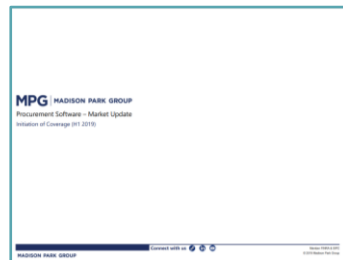 MPG | MADISON PARK GROUP
Procurement Software – Market Update
Initiation of Coverage (H1 2019)
Connect with us
MADISON PARK GROUP